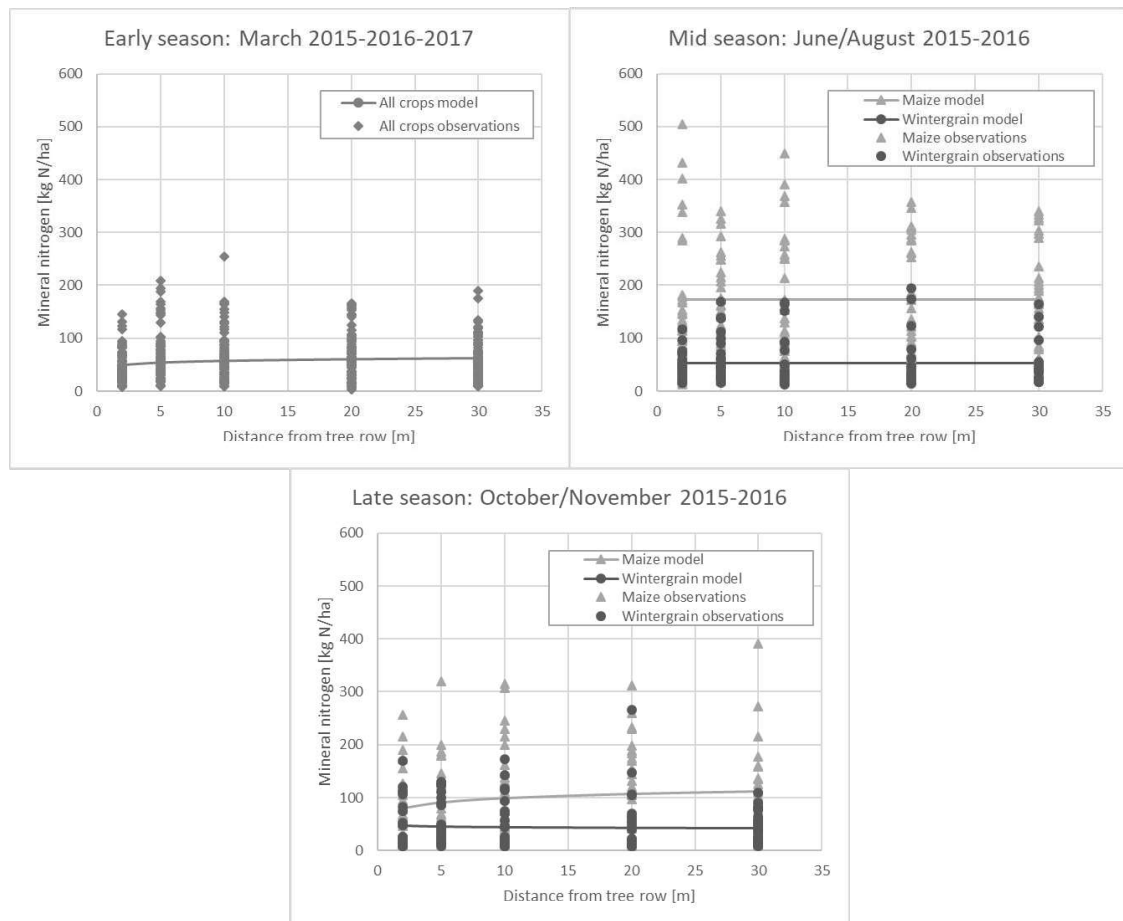 Early season: March 2015-2016-2017
600
500
400
300
200
100
0
Mineral nitrogen [kg N/ha]
All crops model
All crops observations
0 5 10 15 20 25 30 35
Distance from tree row [m]
Mid season: June/August 2015-2016
600
500
400
300
200
100
0
Mineral nitrogen [kg N/ha]
Maize model
Wintergrain model
Maize observations
Wintergrain observations
0 5 10 15 20 25 30 35
Distance from tree row [m]
Late season: October/November 2015-2016
600
500
400
300
200
100
0
Mineral nitrogen [kg N/ha]
Maize model
Wintergrain model
Maize observations
Wintergrain observations
0 5 10 15 20 25 30 35
Distance from tree row [m]